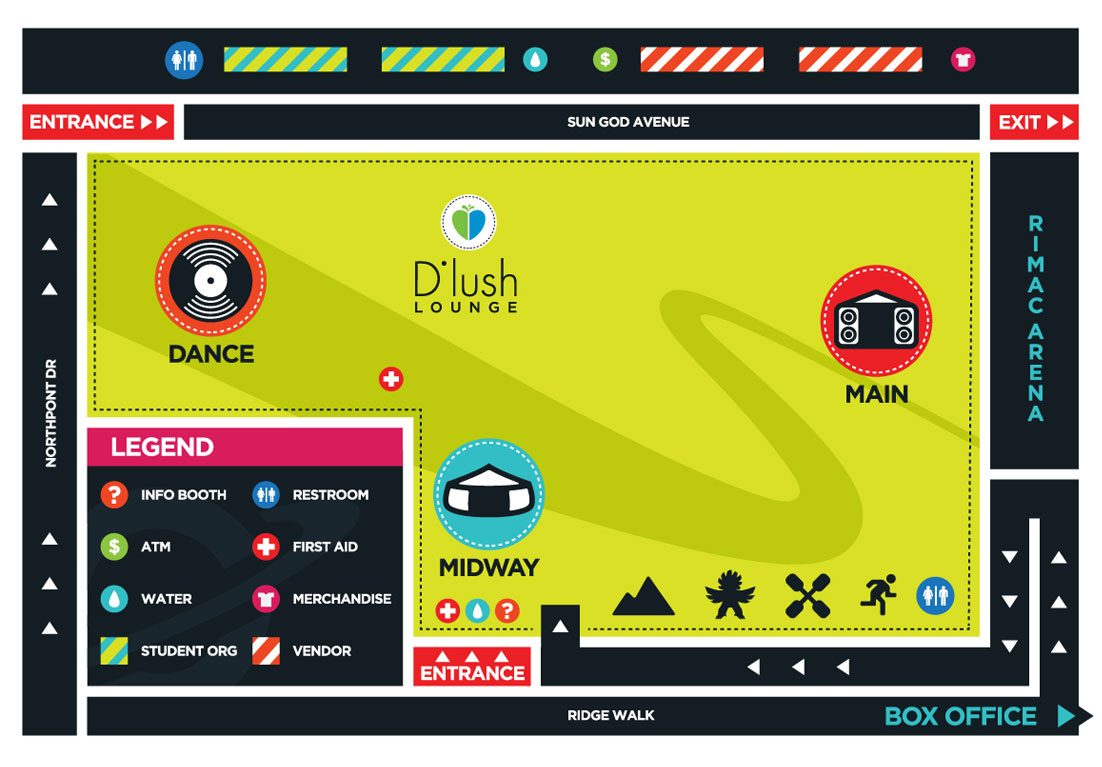 $
ENTRANCE
SUN GOD AVENUE
EXIT
D'lush
LOUNGE
RIMAC ARENA
DANCE
MAIN
NORTHPONT DR
LEGEND
? INFO BOOTH
RESTROOM
$ ATM
FIRST AID
WATER
MERCHANDISE
STUDENT ORG
VENDOR
MIDWAY
?
ENTRANCE
RIDGE WALK
BOX OFFICE